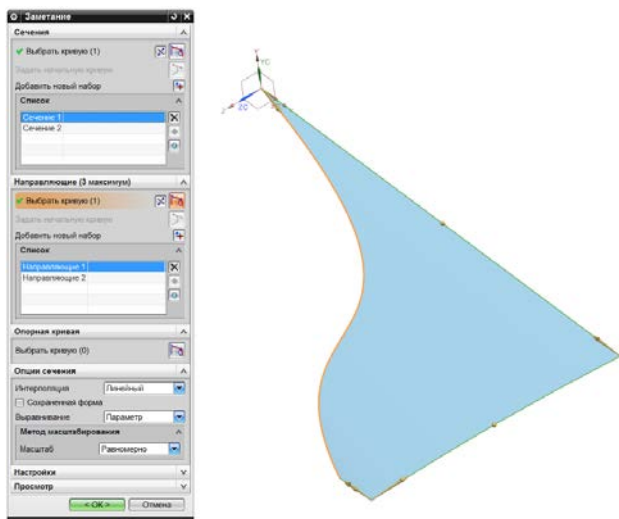 Заметание
Сечения
Выбрать кривую (1)
Задать начальную кривую
Добавить новый набор
Список
Сечение 1
Сечение 2
Направляющие (3 максимум)
Выбрать кривую (1)
Задать начальную кривую
Добавить новый набор
Список
Направляющие 1
Направляющие 2
Опорная кривая
Выбрать кривую (0)
Опции сечения
Интерполяция Линейный
Сохраненная форма
Выравнивание Параметр
Метод масштабирования
Масштаб Равномерно
Настройки
Просмотр
< OK > Отмена
Y
YC
Z
ZC